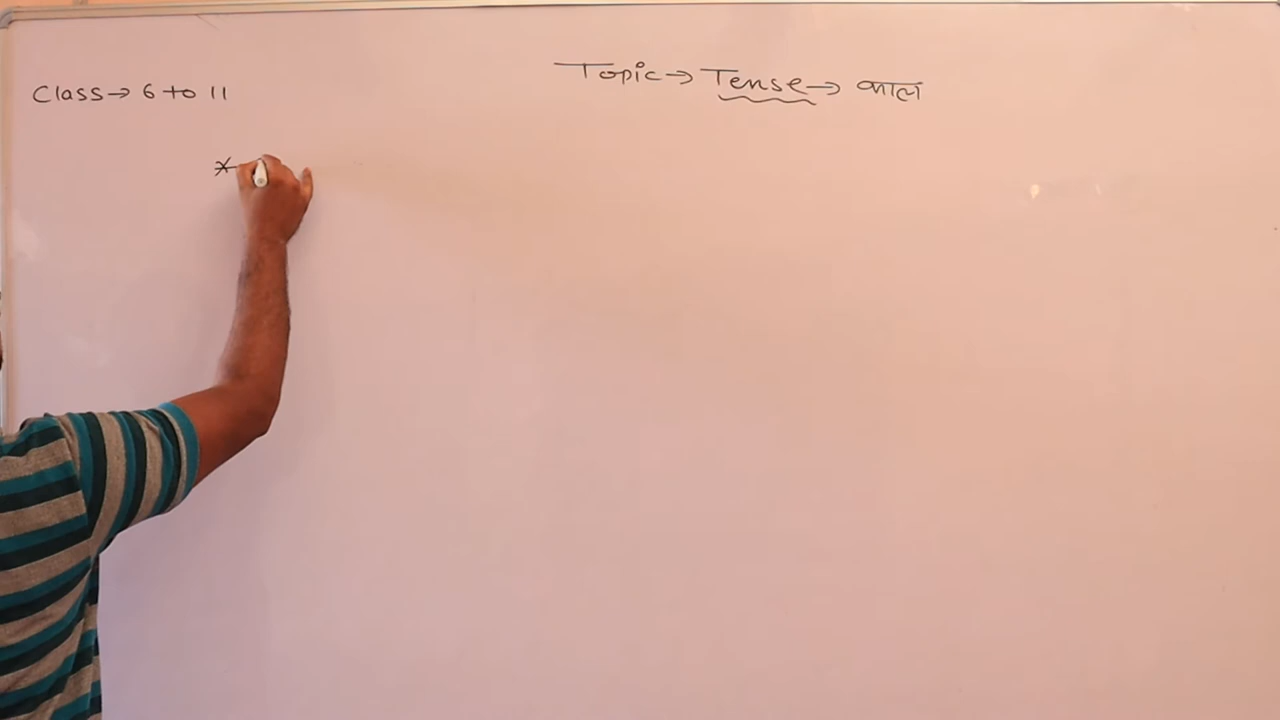 Topic → Tense → काल
Class → 6 to 11
*